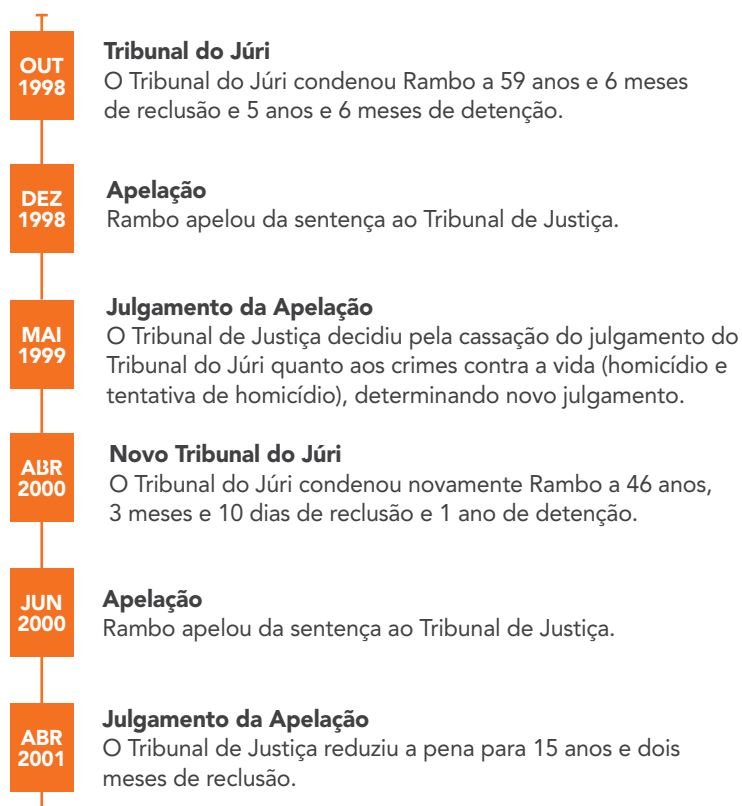 OUT
1998
Tribunal do Júri
O Tribunal do Júri condenou Rambo a 59 anos e 6 meses
de reclusão e 5 anos e 6 meses de detenção.
DEZ
1998
Apelação
Rambo apelou da sentença ao Tribunal de Justiça.
MAI
1999
Julgamento da Apelação
O Tribunal de Justiça decidiu pela cassação do julgamento do
Tribunal do Júri quanto aos crimes contra a vida (homicídio e
tentativa de homicídio), determinando novo julgamento.
ABR
2000
Novo Tribunal do Júri
O Tribunal do Júri condenou novamente Rambo a 46 anos,
3 meses e 10 dias de reclusão e 1 ano de detenção.
JUN
2000
Apelação
Rambo apelou da sentença ao Tribunal de Justiça.
ABR
2001
Julgamento da Apelação
O Tribunal de Justiça reduziu a pena para 15 anos e dois
meses de reclusão.